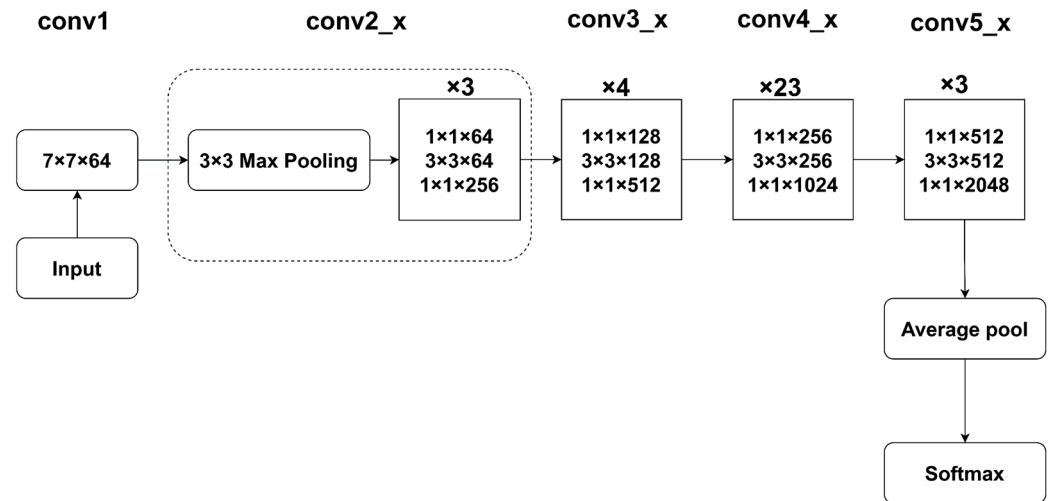 conv1
conv2_x
conv3_x
conv4_x
conv5_x
×3
×4
×23
×3
7×7×64
3×3 Max Pooling
1×1×64
3×3×64
1×1×256
1×1×128
3×3×128
1×1×512
1×1×256
3×3×256
1×1×1024
1×1×512
3×3×512
1×1×2048
Input
Average pool
Softmax